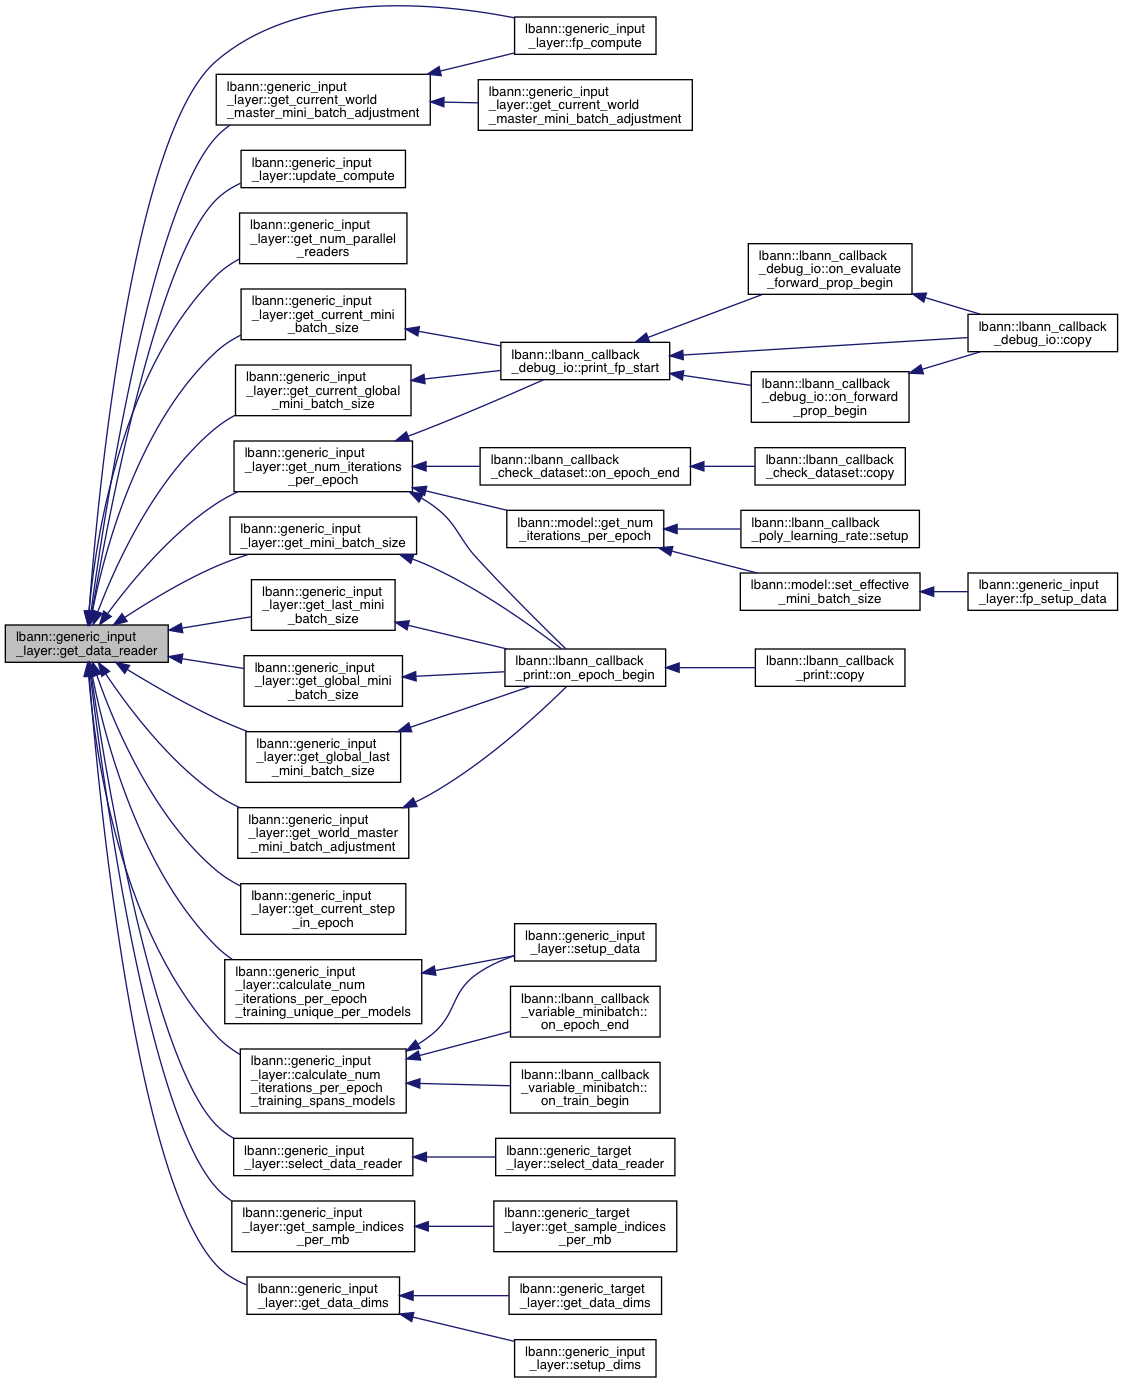 lbann::generic_input
_layer::fp_compute
lbann::generic_input
_layer::get_current_world
_master_mini_batch_adjustment
lbann::generic_input
_layer::get_current_world
_master_mini_batch_adjustment
lbann::generic_input
_layer::update_compute
lbann::generic_input
_layer::get_num_parallel
_readers
lbann::lbann_callback
_debug_io::on_evaluate
_forward_prop_begin
lbann::generic_input
_layer::get_current_mini
_batch_size
lbann::lbann_callback
_debug_io::copy
lbann::lbann_callback
_debug_io::print_fp_start
lbann::generic_input
_layer::get_current_global
_mini_batch_size
lbann::lbann_callback
_debug_io::on_forward
_prop_begin
lbann::generic_input
_layer::get_num_iterations
_per_epoch
lbann::lbann_callback
_check_dataset::on_epoch_end
lbann::lbann_callback
_check_dataset::copy
lbann::model::get_num
_iterations_per_epoch
lbann::lbann_callback
_poly_learning_rate::setup
lbann::generic_input
_layer::get_mini_batch_size
lbann::model::set_effective
_mini_batch_size
lbann::generic_input
_layer::fp_setup_data
lbann::generic_input
_layer::get_last_mini
_batch_size
lbann::generic_input
_layer::get_data_reader
lbann::generic_input
_layer::get_global_mini
_batch_size
lbann::lbann_callback
_print::on_epoch_begin
lbann::lbann_callback
_print::copy
lbann::generic_input
_layer::get_global_last
_mini_batch_size
lbann::generic_input
_layer::get_world_master
_mini_batch_adjustment
lbann::generic_input
_layer::get_current_step
_in_epoch
lbann::generic_input
_layer::setup_data
lbann::generic_input
_layer::calculate_num
_iterations_per_epoch
_training_unique_per_models
lbann::lbann_callback
_variable_minibatch::
on_epoch_end
lbann::generic_input
_layer::calculate_num
_iterations_per_epoch
_training_spans_models
lbann::lbann_callback
_variable_minibatch::
on_train_begin
lbann::generic_input
_layer::select_data_reader
lbann::generic_target
_layer::select_data_reader
lbann::generic_input
_layer::get_sample_indices
_per_mb
lbann::generic_target
_layer::get_sample_indices
_per_mb
lbann::generic_input
_layer::get_data_dims
lbann::generic_target
_layer::get_data_dims
lbann::generic_input
_layer::setup_dims